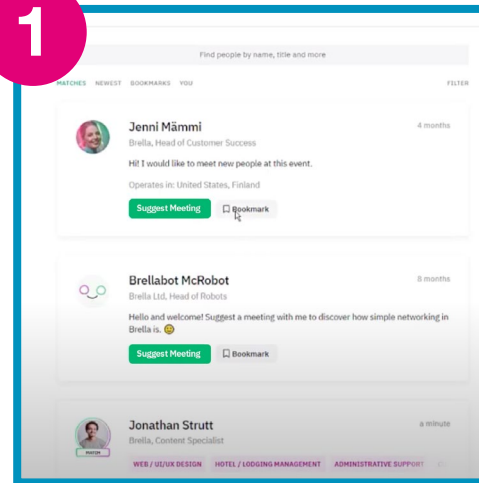 1
Find people by name, title and more
MATCHES NEWEST BOOKMARKS YOU FILTER
Jenni Mämmi 4 months
Brella, Head of Customer Success
Hi! I would like to meet new people at this event.
Operates in: United States, Finland
Suggest Meeting Bookmark
Brellabot McRobot 8 months
Brella Ltd, Head of Robots
Hello and welcome! Suggest a meeting with me to discover how simple networking in
Brella is. 😄
Suggest Meeting Bookmark
Jonathan Strutt a minute
Brella, Content Specialist
MATCH
WEB / UI/UX DESIGN HOTEL / LODGING MANAGEMENT ADMINISTRATIVE SUPPORT